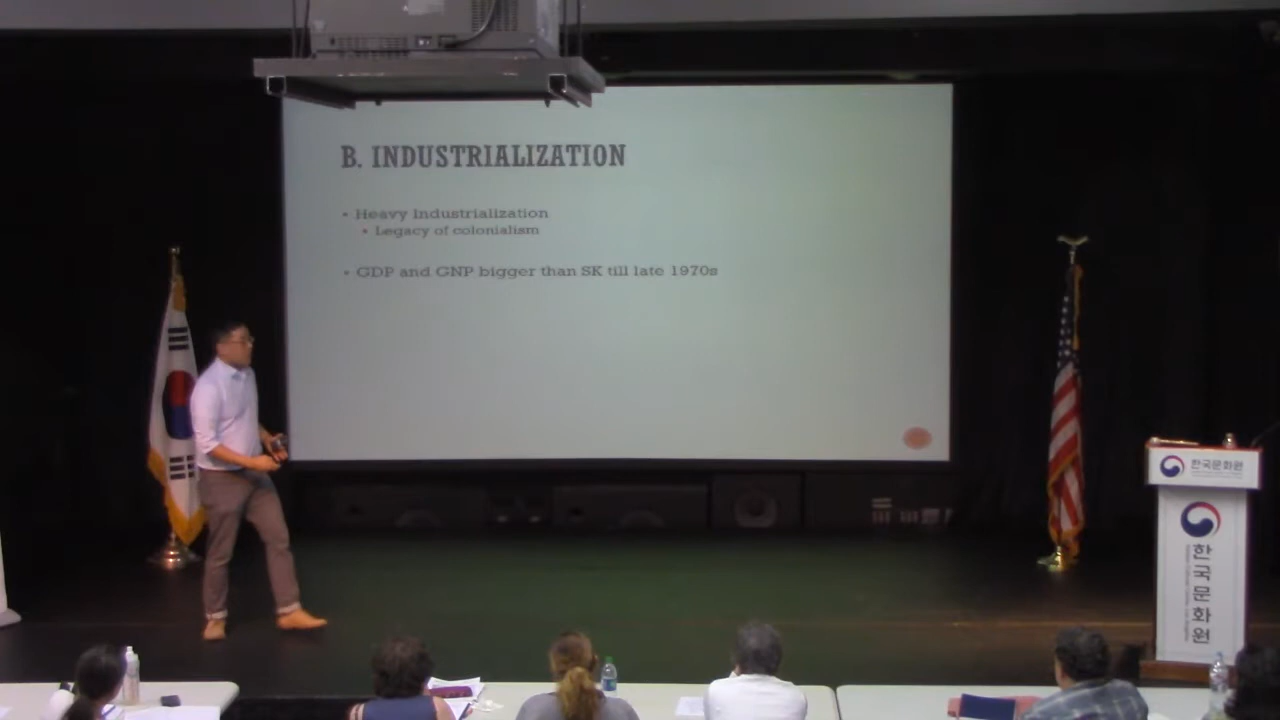 B. INDUSTRIALIZATION
• Heavy Industrialization
• Legacy of colonialism
• GDP and GNP bigger than SK till late 1970s
한국문화원
한국문화원